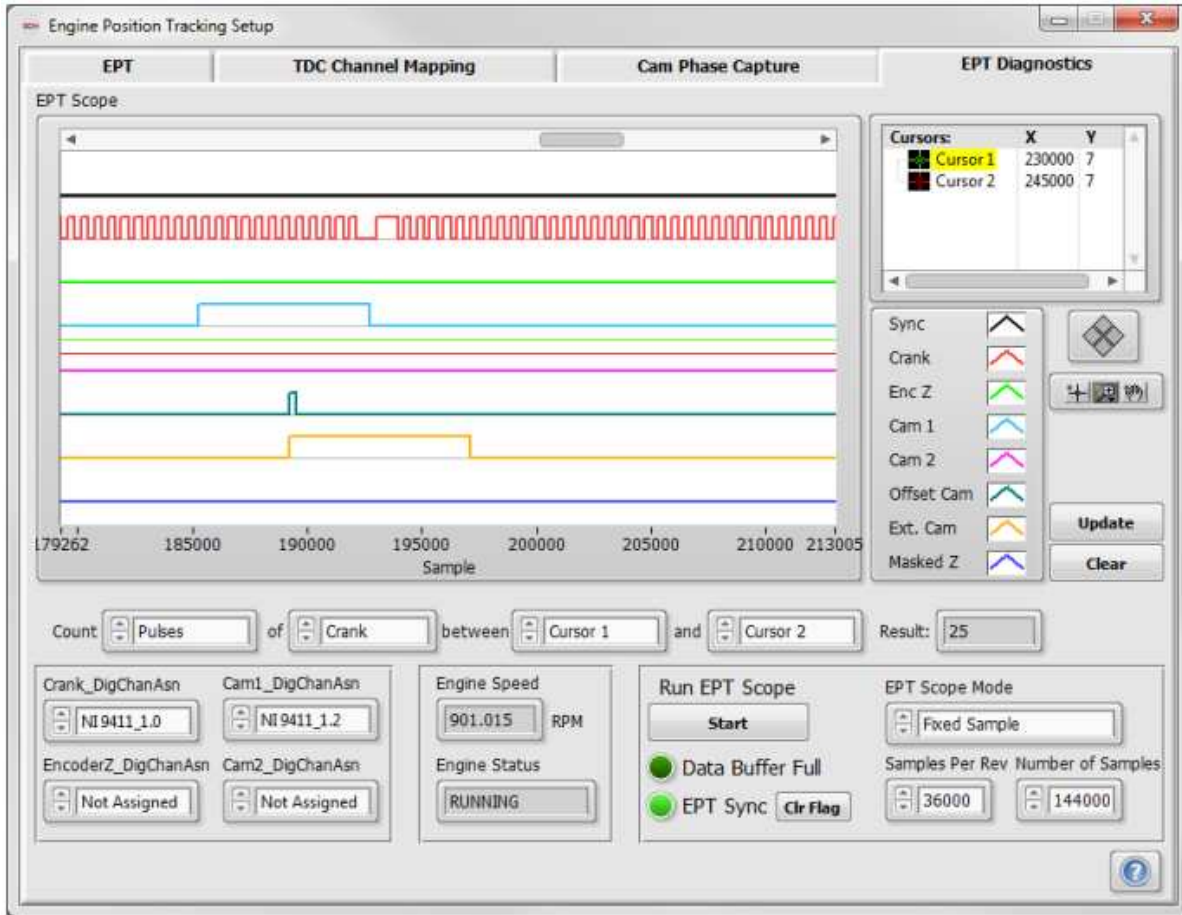 Engine Position Tracking Setup
EPT TDC Channel Mapping Cam Phase Capture EPT Diagnostics
EPT Scope
Cursors: X Y
Cursor 1 230000 7
Cursor 2 245000 7
Sync
Crank
Enc Z
Cam 1
Cam 2
Offset Cam
Ext. Cam
Masked Z
Update
Clear
179262 185000 190000 195000 200000 205000 210000 213005
Sample
Count Pulses of Crank between Cursor 1 and Cursor 2 Result: 25
Crank_DigChanAsn Cam1_DigChanAsn
NI 9411_1.0 NI 9411_1.2
EncoderZ_DigChanAsn Cam2_DigChanAsn
Not Assigned Not Assigned
Engine Speed
901.015 RPM
Engine Status
RUNNING
Run EPT Scope
Start
Data Buffer Full
EPT Sync Clr Flag
EPT Scope Mode
Fixed Sample
Samples Per Rev Number of Samples
36000 144000
?